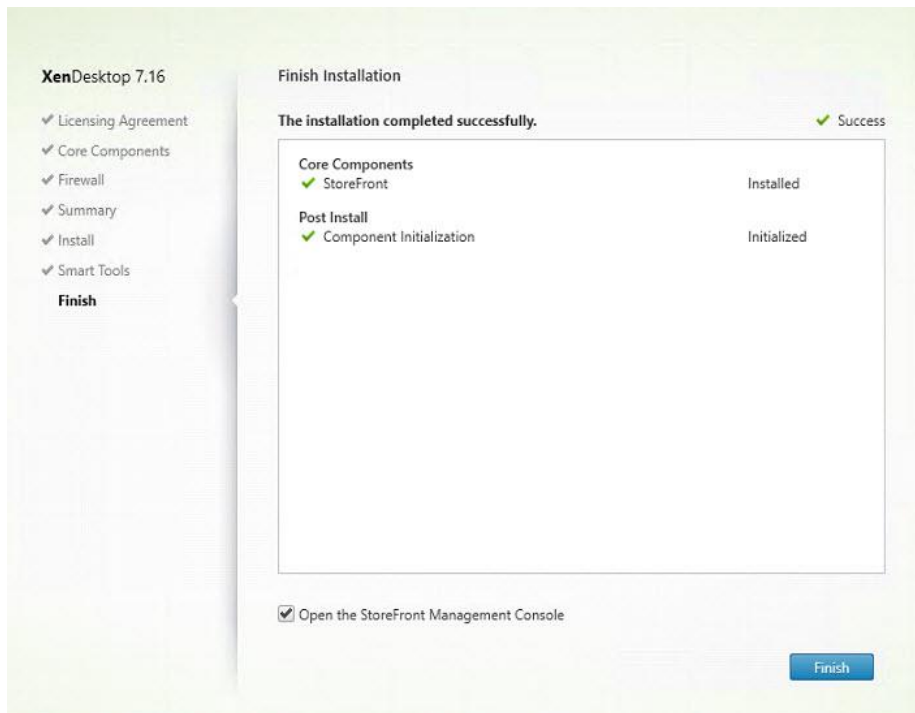 XenDesktop 7.16
Licensing Agreement
Core Components
Firewall
Summary
Install
Smart Tools
Finish
Finish Installation
The installation completed successfully.
Success
Core Components
StoreFront Installed
Post Install
Component Initialization Initialized
Open the StoreFront Management Console
Finish